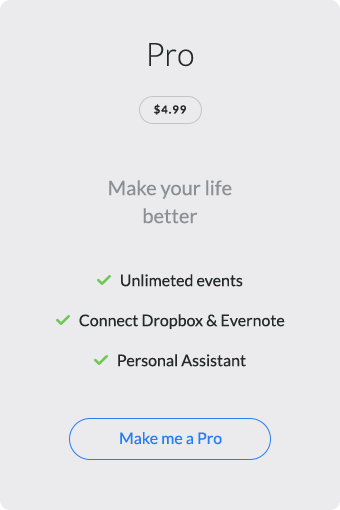 Pro
$4.99
Make your life
better
Unlimeted events
Connect Dropbox & Evernote
Personal Assistant
Make me a Pro